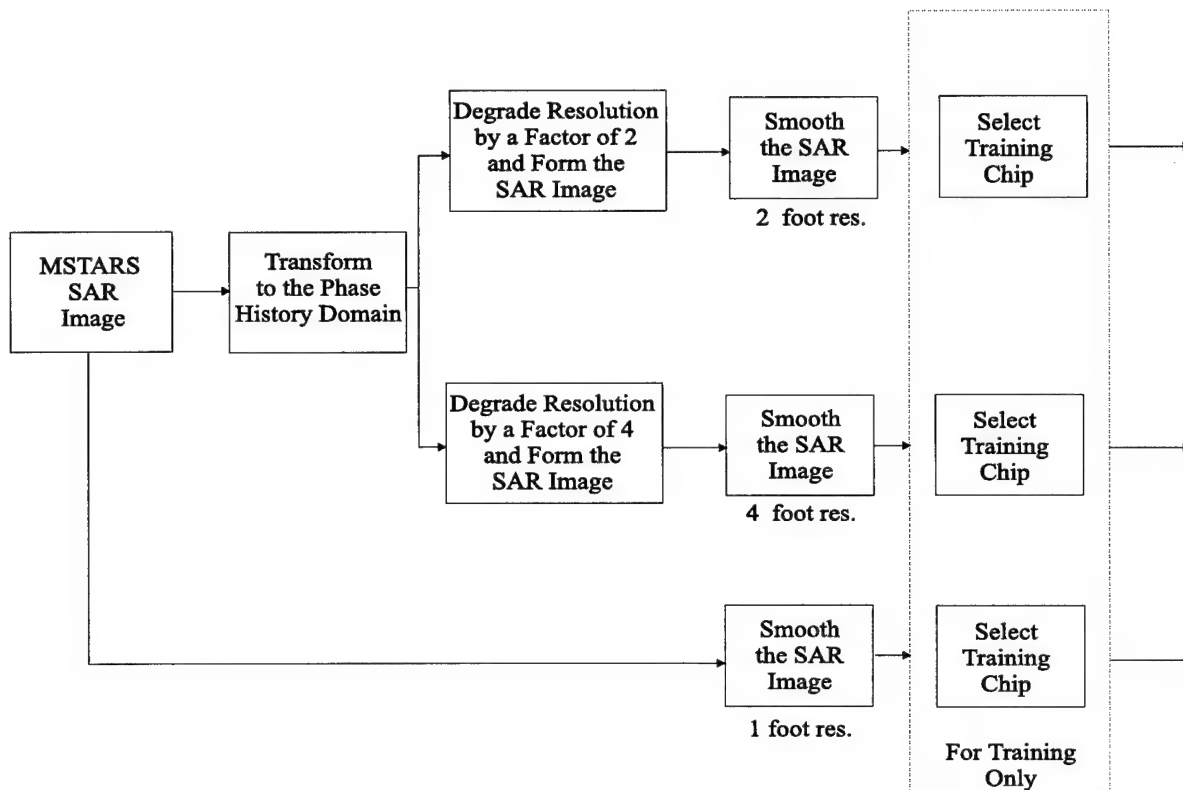 Degrade Resolution
by a Factor of 2
and Form the
SAR Image
Smooth
the SAR
Image
2 foot res.
Select
Training
Chip
MSTARS
SAR
Image
Transform
to the Phase
History Domain
Degrade Resolution
by a Factor of 4
and Form the
SAR Image
Smooth
the SAR
Image
4 foot res.
Select
Training
Chip
Smooth
the SAR
Image
1 foot res.
Select
Training
Chip
For Training
Only